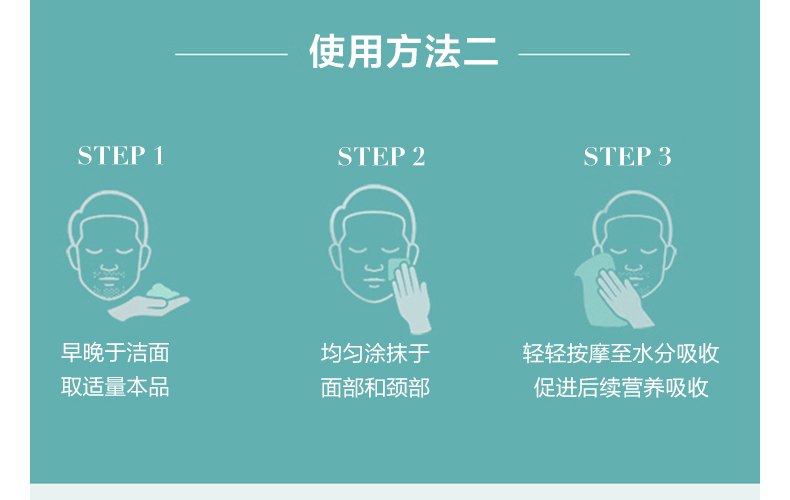 使用方法二
STEP 1
早晚于洁面
取适量本品
STEP 2
均匀涂抹于
面部和颈部
STEP 3
轻轻按摩至水分吸收
促进后续营养吸收